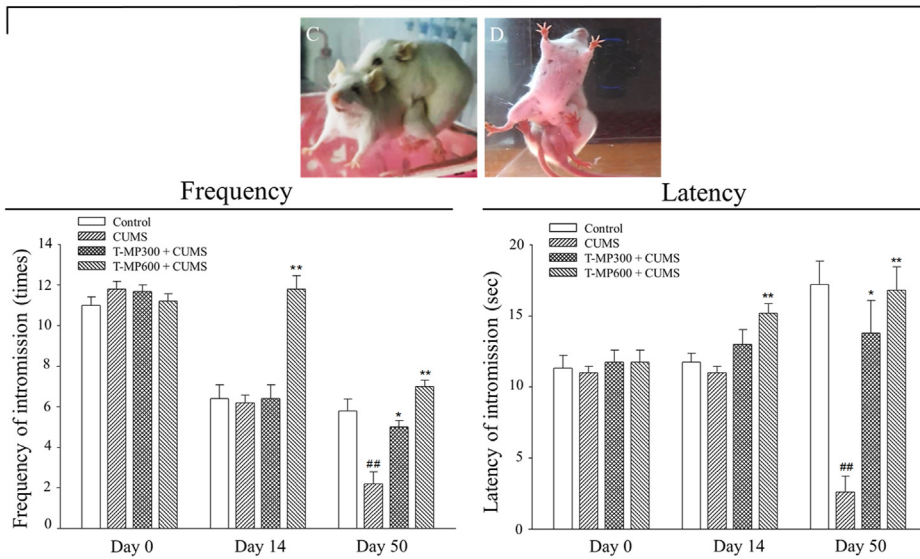 C
D
Frequency
Latency
Control
CUMS
T-MP300 + CUMS
T-MP600 + CUMS
Frequency of intromission (times)
14
12
10
8
6
4
2
0
**
##
*
**
Day 0
Day 14
Day 50
Control
CUMS
T-MP300 + CUMS
T-MP600 + CUMS
Latency of intromission (sec)
20
15
10
5
0
**
##
*
**
Day 0
Day 14
Day 50